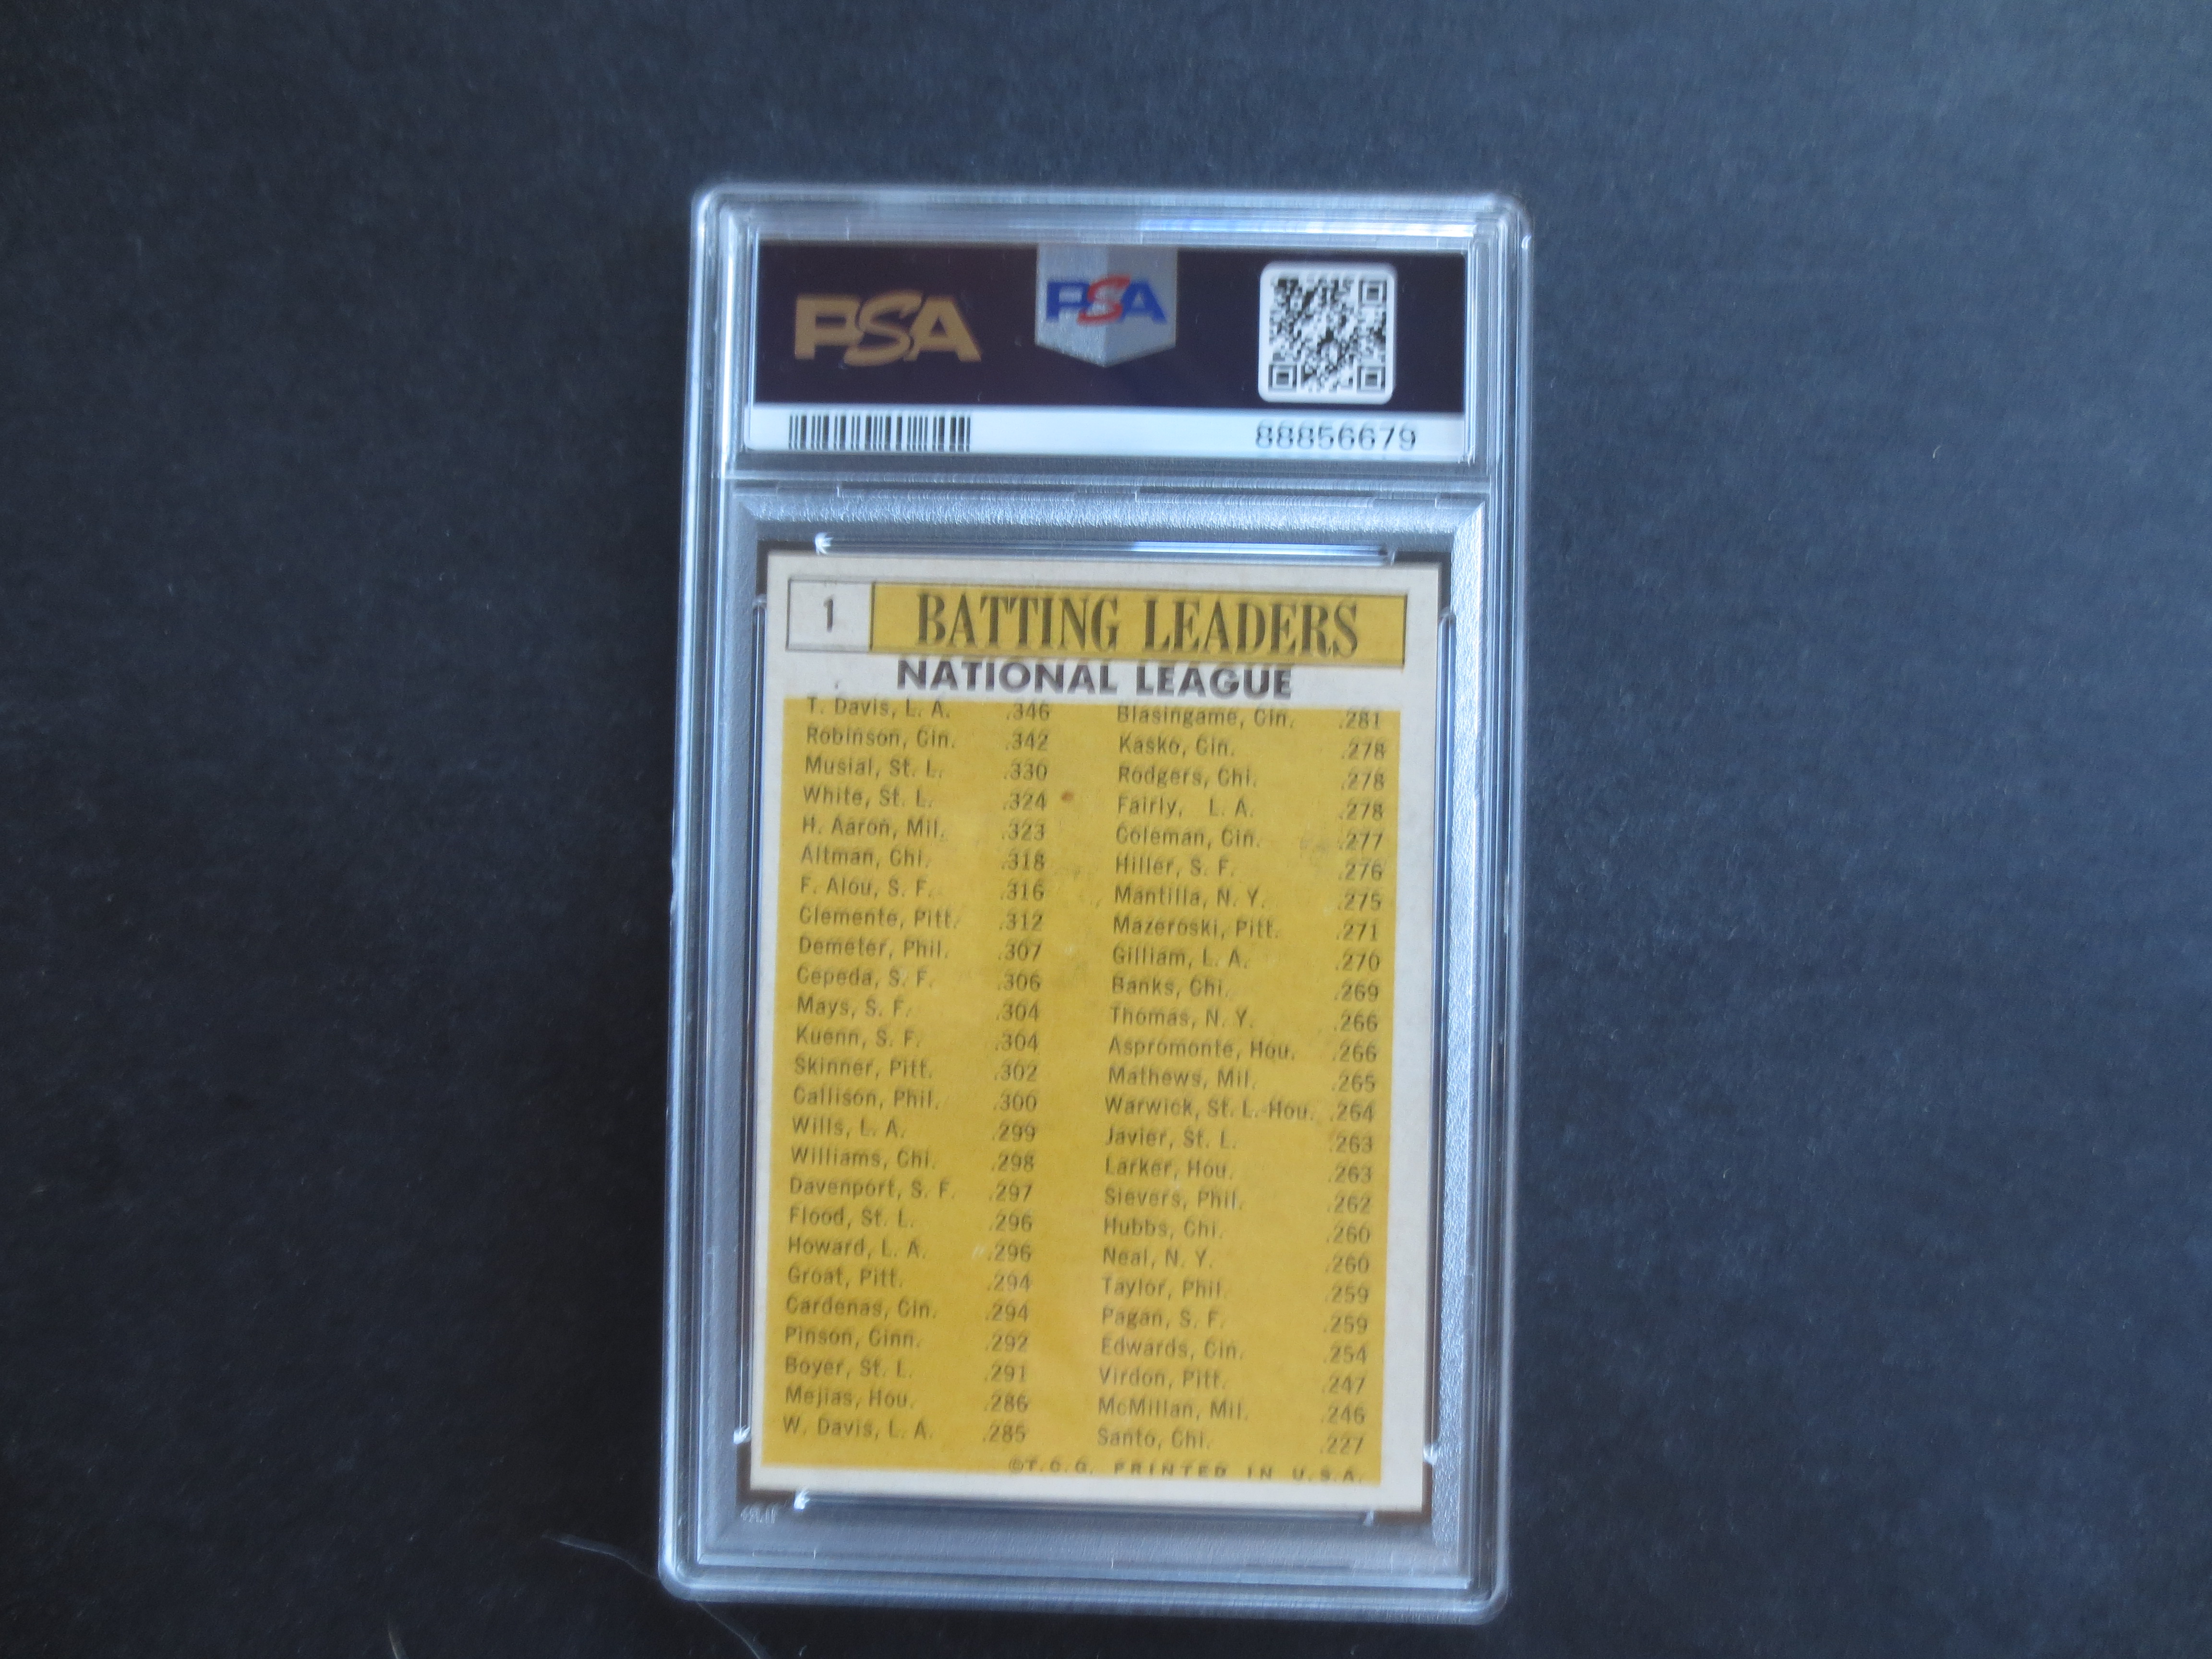 PSA PSA
88856679
1 BATTING LEADERS
NATIONAL LEAGUE
T. Davis, L. A. .346 Blasingame, Cin. .281
Robinson, Cin. .342 Kasko, Cin. .278
Musial, St. L. .330 Rodgers, Chi. .278
White, St. L. .324 Fairly, L. A. .278
H. Aaron, Mil. .323 Coleman, Cin. .277
Altman, Chi. .318 Hiller, S. F. .276
F. Alou, S. F. .316 Mantilla, N. Y. .275
Clemente, Pitt. .312 Mazeroski, Pitt. .271
Demeter, Phil. .307 Gilliam, L. A. .270
Cepeda, S. F. .306 Banks, Chi. .269
Mays, S. F. .304 Thomas, N. Y. .266
Kuenn, S. F. .304 Aspromonte, Hou. .266
Skinner, Pitt. .302 Mathews, Mil. .265
Callison, Phil. .300 Warwick, St. L.-Hou. .264
Wills, L. A. .299 Javier, St. L. .263
Williams, Chi. .298 Larker, Hou. .263
Davenport, S. F. .297 Sievers, Phil. .262
Flood, St. L. .296 Hubbs, Chi. .260
Howard, L. A. .296 Neal, N. Y. .260
Groat, Pitt. .294 Taylor, Phil. .259
Cardenas, Cin. .294 Pagan, S. F. .259
Pinson, Cinn. .292 Edwards, Cin. .254
Boyer, St. L. .291 Virdon, Pitt. .247
Mejias, Hou. .286 McMillan, Mil. .246
W. Davis, L. A. .285 Santo, Chi. .227
©T.C.G. PRINTED IN U.S.A.